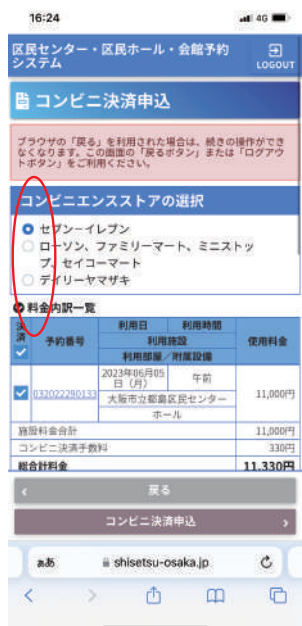 16:24
4G
区民センター・区民ホール・会館予約
システム
LOGOUT
コンビニ決済申込
ブラウザの「戻る」を利用された場合は、続きの操作ができ
なくなります。この画面の「戻るボタン」または「ログアウ
トボタン」をご利用ください。
コンビニエンスストアの選択
セブン−イレブン
ローソン、ファミリーマート、ミニストッ
プ、セイコーマート
デイリーヤマザキ
料金内訳一覧
決済 予約番号 利用日 利用時間 使用料金
利用施設
利用部屋／附属設備
2023年06月05日（月） 午前
032022290133 11,000円
大阪市立都島区民センター
ホール
施設料金合計 11,000円
コンビニ決済手数料 330円
総合計料金 11,330円
戻る
コンビニ決済申込
ああ shisetsu-osaka.jp